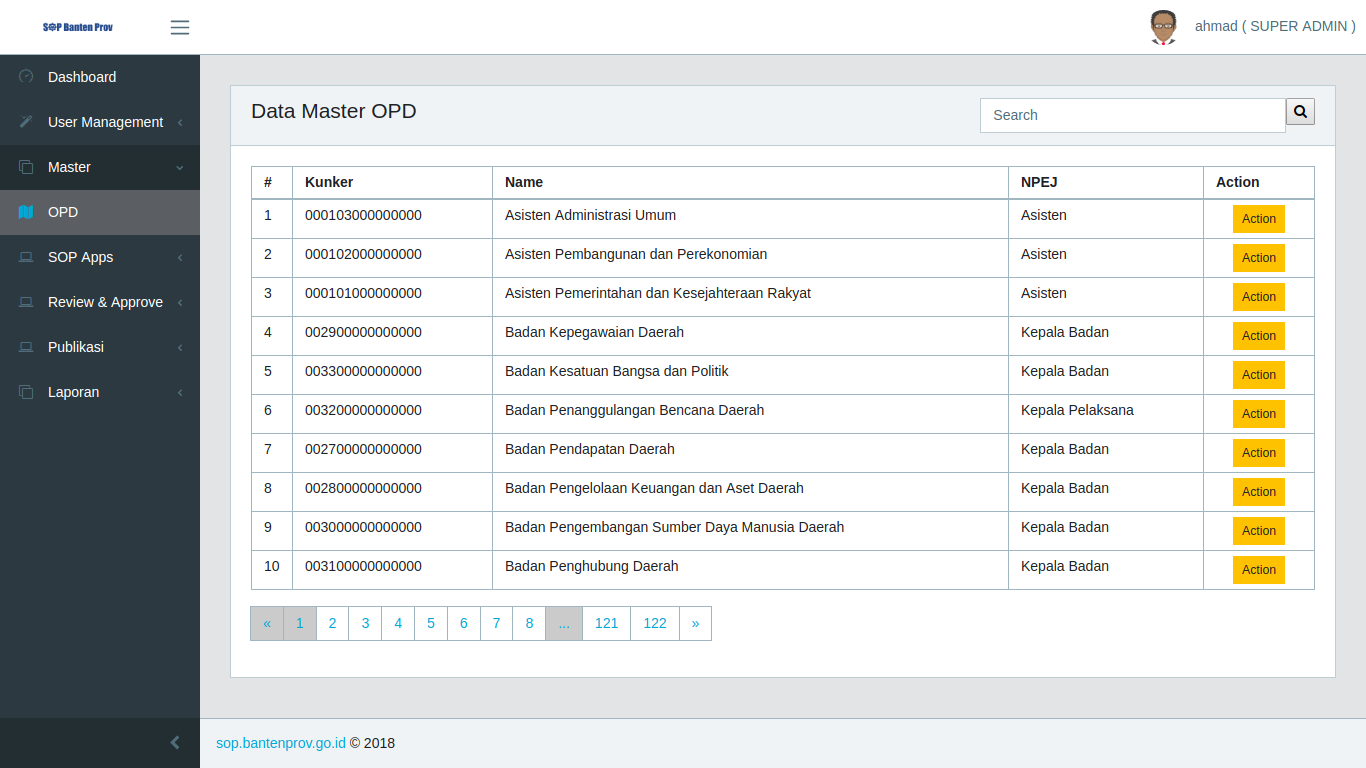 SOP Banten Prov
ahmad ( SUPER ADMIN )
Dashboard
User Management
Master
OPD
SOP Apps
Review & Approve
Publikasi
Laporan
Data Master OPD
Search
# Kunker Name NPEJ Action
1 000103000000000 Asisten Administrasi Umum Asisten Action
2 000102000000000 Asisten Pembangunan dan Perekonomian Asisten Action
3 000101000000000 Asisten Pemerintahan dan Kesejahteraan Rakyat Asisten Action
4 002900000000000 Badan Kepegawaian Daerah Kepala Badan Action
5 003300000000000 Badan Kesatuan Bangsa dan Politik Kepala Badan Action
6 003200000000000 Badan Penanggulangan Bencana Daerah Kepala Pelaksana Action
7 002700000000000 Badan Pendapatan Daerah Kepala Badan Action
8 002800000000000 Badan Pengelolaan Keuangan dan Aset Daerah Kepala Badan Action
9 003000000000000 Badan Pengembangan Sumber Daya Manusia Daerah Kepala Badan Action
10 003100000000000 Badan Penghubung Daerah Kepala Badan Action
« 1 2 3 4 5 6 7 8 ... 121 122 »
sop.bantenprov.go.id © 2018